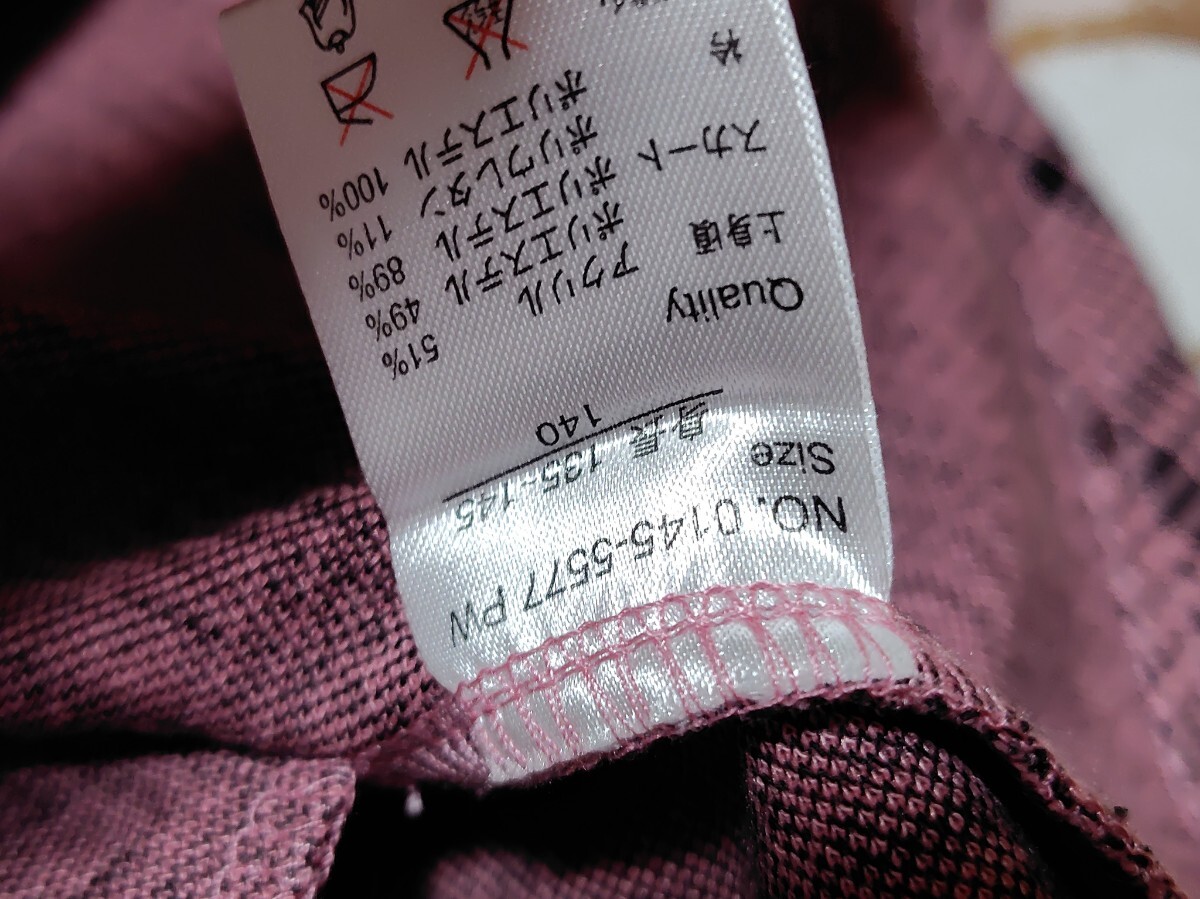 NO. 0145-5577 PW
Size
身長 135~145
140
Quality
上身頃 アクリル 51%
ポリエステル 49%
スカート ポリエステル 89%
ポリウレタン 11%
衿 ポリエステル 100%